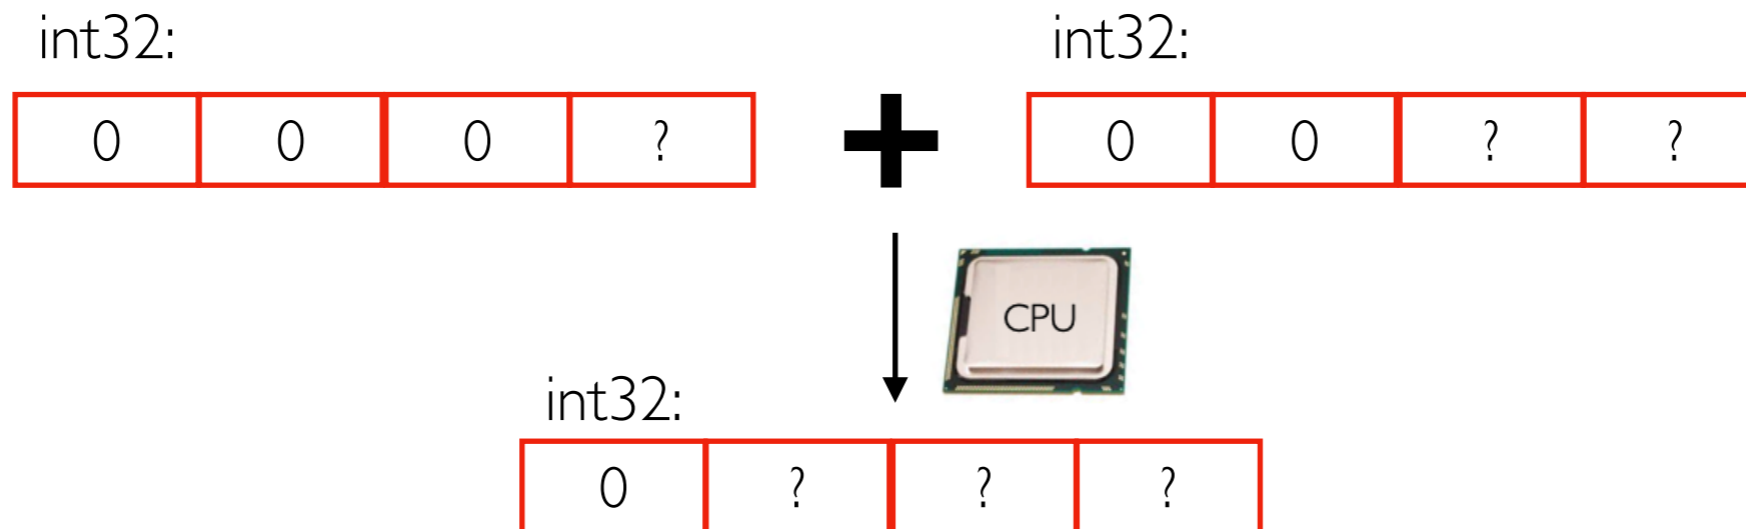 int32: int32:
0 0 0 ? + 0 0 ? ?
CPU
int32:
0 ? ? ?